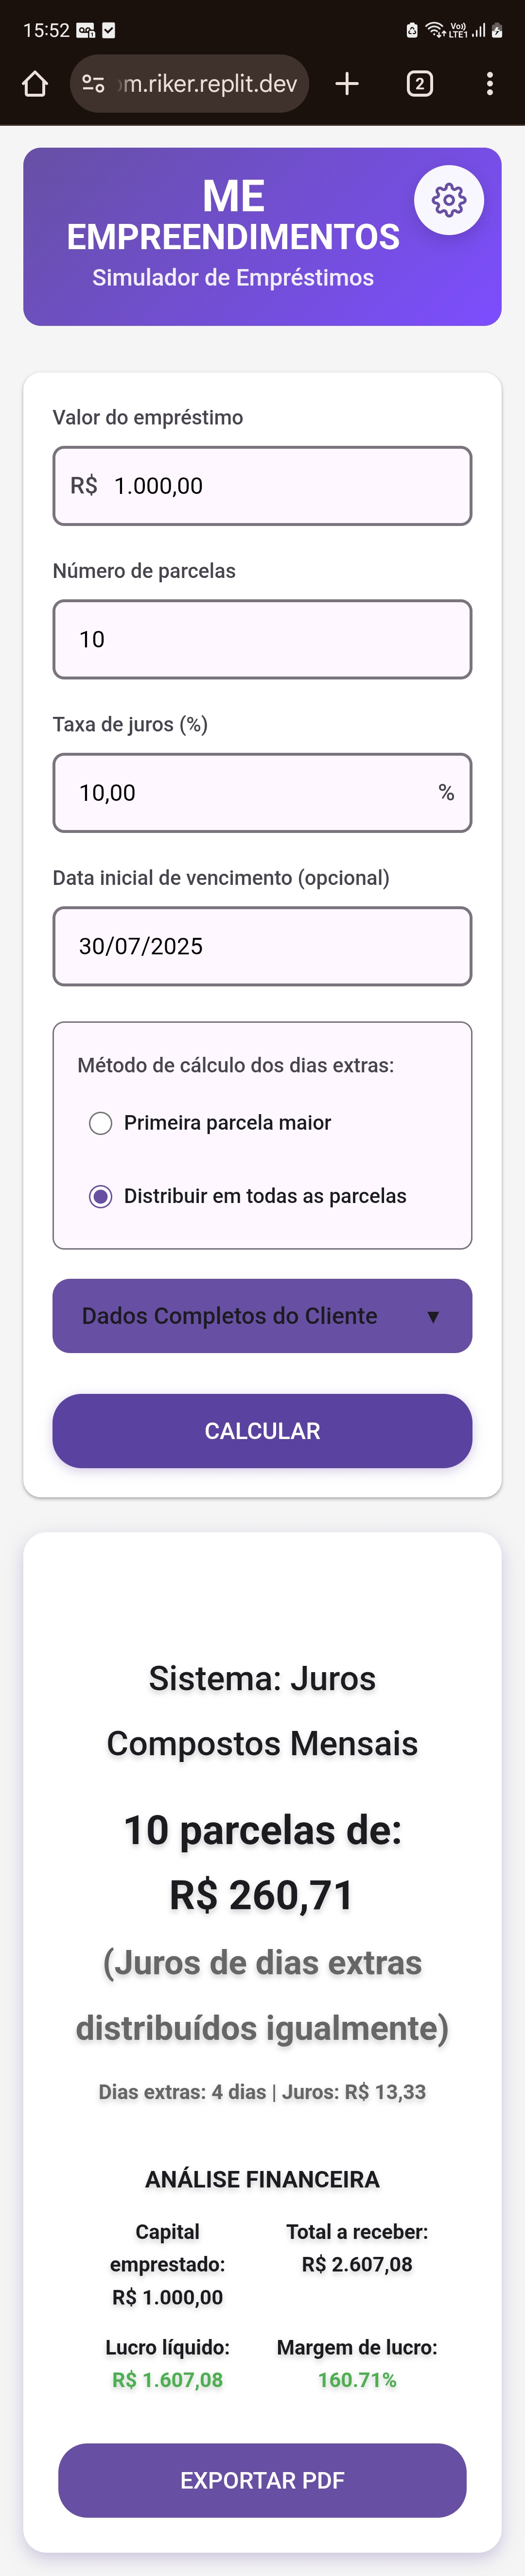 15:52
Vo))
LTE1
om.riker.replit.dev
2
ME
EMPREENDIMENTOS
Simulador de Empréstimos
Valor do empréstimo
R$ 1.000,00
Número de parcelas
10
Taxa de juros (%)
10,00 %
Data inicial de vencimento (opcional)
30/07/2025
Método de cálculo dos dias extras:
Primeira parcela maior
Distribuir em todas as parcelas
Dados Completos do Cliente ▼
CALCULAR
Sistema: Juros
Compostos Mensais
10 parcelas de:
R$ 260,71
(Juros de dias extras
distribuídos igualmente)
Dias extras: 4 dias | Juros: R$ 13,33
ANÁLISE FINANCEIRA
Capital
emprestado:
R$ 1.000,00
Total a receber:
R$ 2.607,08
Lucro líquido:
R$ 1.607,08
Margem de lucro:
160.71%
EXPORTAR PDF